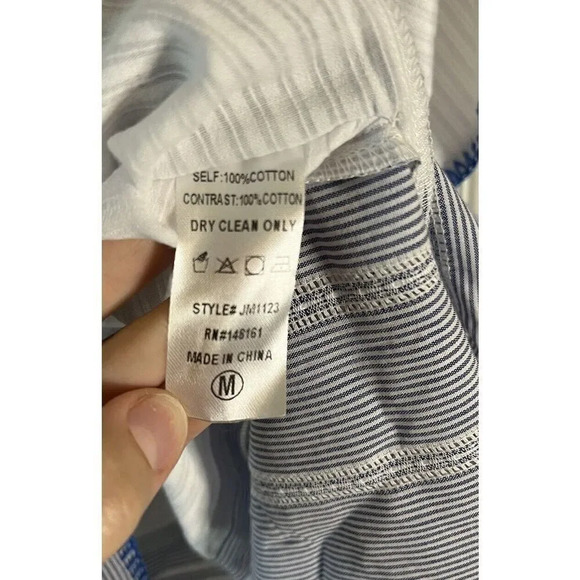 SELF:100%COTTON
CONTRAST:100%COTTON
DRY CLEAN ONLY
STYLE# JM1123
RN#148161
MADE IN CHINA
M